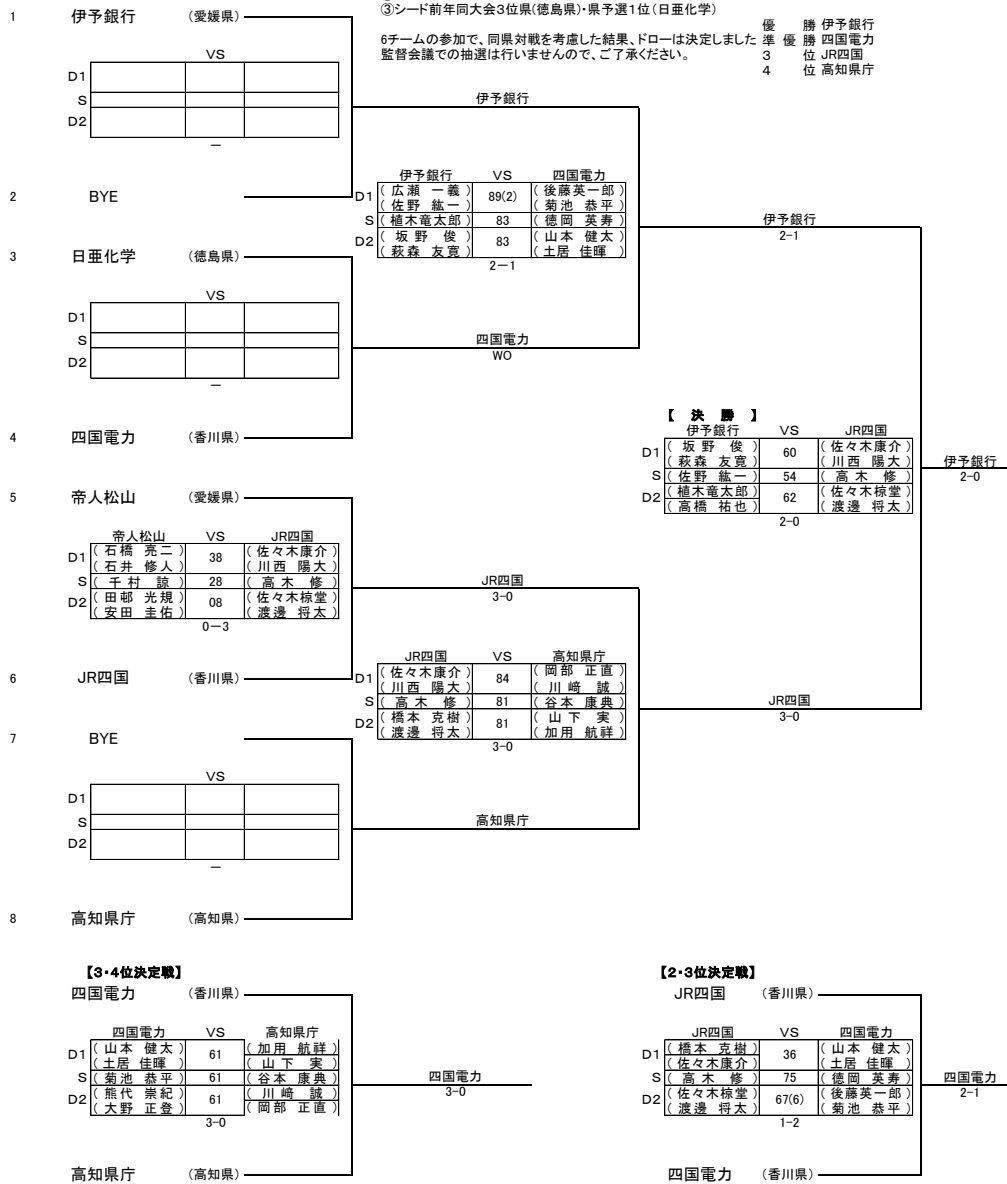 ③シード前年同大会3位県(徳島県)・県予選1位(日亜化学)
6チームの参加で、同県対戦を考慮した結果、ドローは決定しました
監督会議での抽選は行いませんので、ご了承ください。
優 勝 伊予銀行
準 優 勝 四国電力
3 位 JR四国
4 位 高知県庁
1 伊予銀行 (愛媛県)
VS
D1
S
D2
－
伊予銀行
2 BYE
伊予銀行 VS 四国電力
D1 (広瀬 一義) 89(2) (後藤英一郎)
(佐野 紘一) (菊池 恭平)
S (植木竜太郎) 83 (徳岡 英寿)
D2 (坂野 俊) 83 (山本 健太)
(萩森 友寛) (土居 佳暉)
2－1
伊予銀行
2-1
3 日亜化学 (徳島県)
VS
D1
S
D2
－
四国電力
WO
4 四国電力 (香川県)
【 決 勝 】
伊予銀行 VS JR四国
D1 (坂野 俊) 60 (佐々木康介)
(萩森 友寛) (川西 陽大)
S (佐野 紘一) 54 (高木 修)
D2 (植木竜太郎) 62 (佐々木椋堂)
(高橋 祐也) (渡邊 将太)
2-0
伊予銀行
2-0
5 帝人松山 (愛媛県)
帝人松山 VS JR四国
D1 (石橋 亮二) 38 (佐々木康介)
(石井 修人) (川西 陽大)
S (千村 諒) 28 (高木 修)
D2 (田邨 光規) 08 (佐々木椋堂)
(安田 圭佑) (渡邊 将太)
0－3
JR四国
3-0
6 JR四国 (香川県)
JR四国 VS 高知県庁
D1 (佐々木康介) 84 (岡部 正直)
(川西 陽大) (川﨑 誠)
S (高木 修) 81 (谷本 康典)
D2 (橋本 克樹) 81 (山下 実)
(渡邊 将太) (加用 航祥)
3-0
JR四国
3-0
7 BYE
VS
D1
S
D2
－
高知県庁
8 高知県庁 (高知県)
【3・4位決定戦】
四国電力 (香川県)
四国電力 VS 高知県庁
D1 (山本 健太) 61 (加用 航祥)
(土居 佳暉) (山下 実)
S (菊池 恭平) 61 (谷本 康典)
D2 (熊代 崇紀) 61 (川﨑 誠)
(大野 正登) (岡部 正直)
3-0
四国電力
3-0
高知県庁 (高知県)
【2・3位決定戦】
JR四国 (香川県)
JR四国 VS 四国電力
D1 (橋本 克樹) 36 (山本 健太)
(佐々木康介) (土居 佳暉)
S (高木 修) 75 (徳岡 英寿)
D2 (佐々木椋堂) 67(6) (後藤英一郎)
(渡邊 将太) (菊池 恭平)
1-2
四国電力
2-1
四国電力 (香川県)